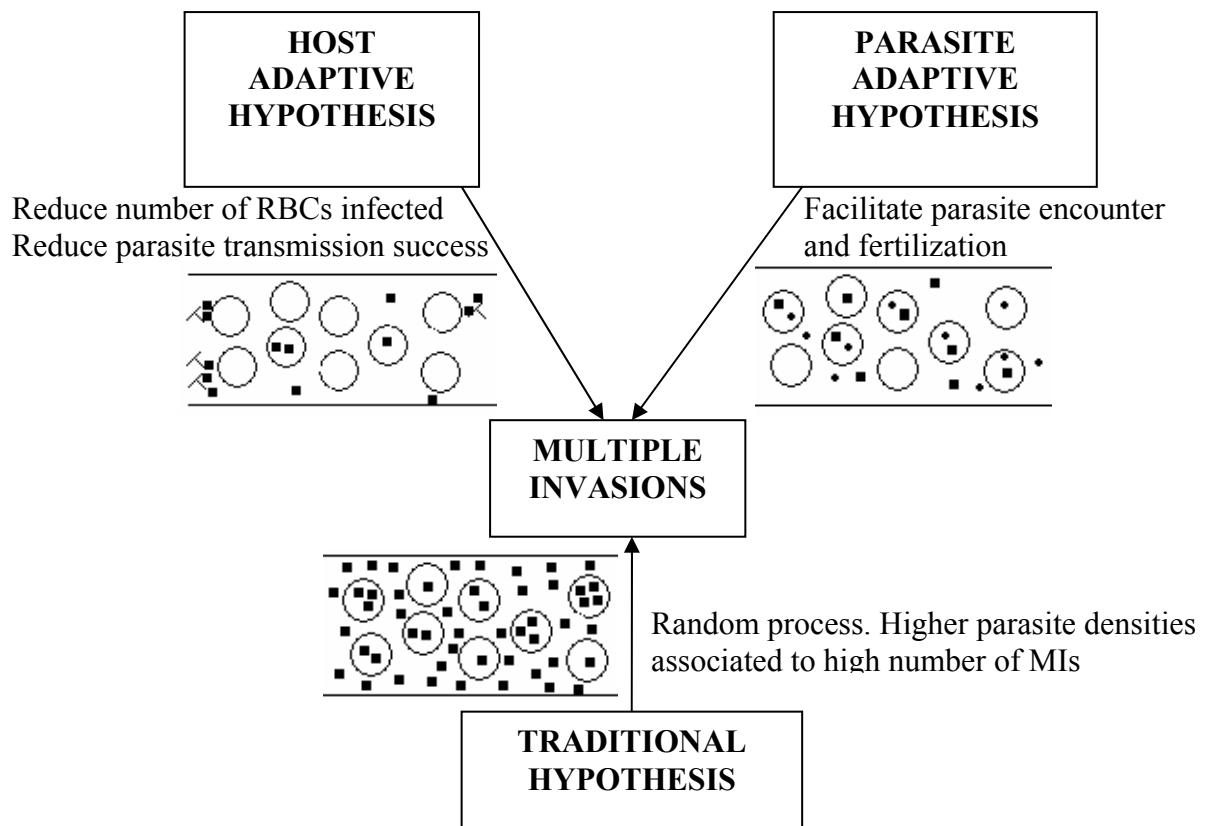 HOST
ADAPTIVE
HYPOTHESIS
PARASITE
ADAPTIVE
HYPOTHESIS
Reduce number of RBCs infected
Reduce parasite transmission success
Facilitate parasite encounter
and fertilization
MULTIPLE
INVASIONS
Random process. Higher parasite densities
associated to high number of MIs
TRADITIONAL
HYPOTHESIS